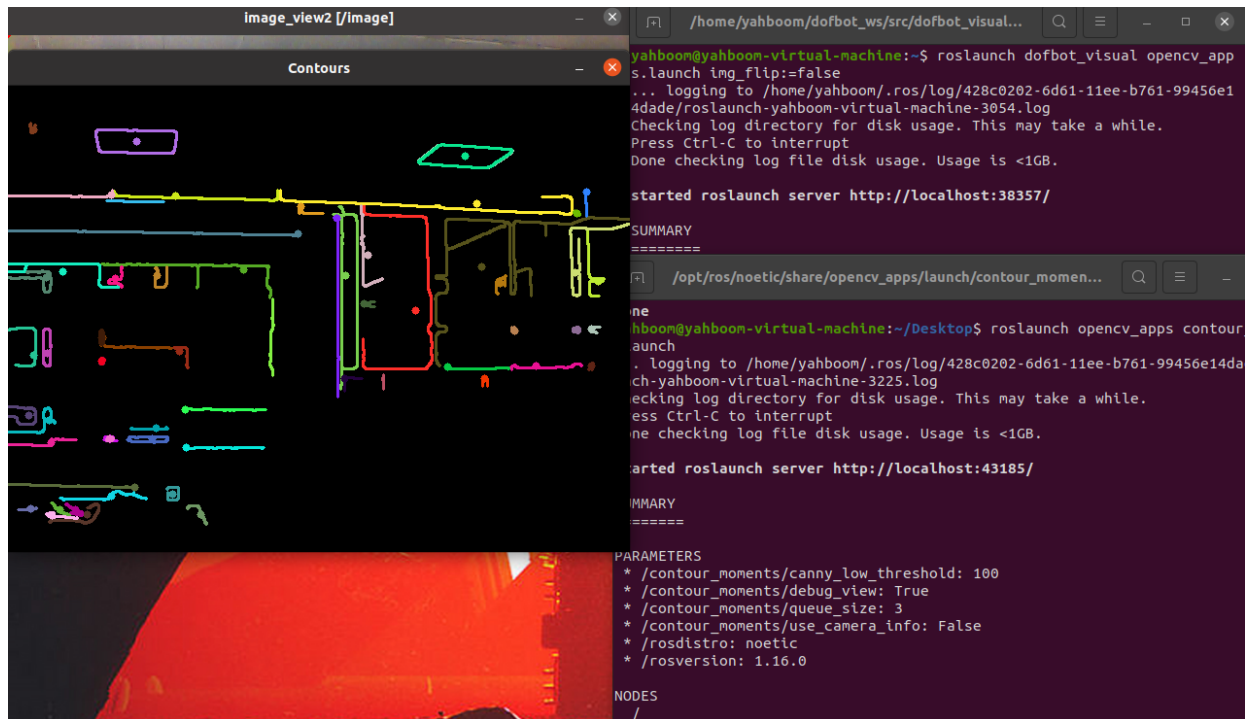 image_view2 [/image]
Contours
/home/yahboom/dofbot_ws/src/dofbot_visual...
yahboom@yahboom-virtual-machine:~$ roslaunch dofbot_visual opencv_app
s.launch img_flip:=false
... logging to /home/yahboom/.ros/log/428c0202-6d61-11ee-b761-99456e1
4dade/roslaunch-yahboom-virtual-machine-3054.log
Checking log directory for disk usage. This may take a while.
Press Ctrl-C to interrupt
Done checking log file disk usage. Usage is <1GB.
started roslaunch server http://localhost:38357/
SUMMARY
========
/opt/ros/noetic/share/opencv_apps/launch/contour_momen...
ne
hboom@yahboom-virtual-machine:~/Desktop$ roslaunch opencv_apps contour_
aunch
. logging to /home/yahboom/.ros/log/428c0202-6d61-11ee-b761-99456e14da
ch-yahboom-virtual-machine-3225.log
ecking log directory for disk usage. This may take a while.
ess Ctrl-C to interrupt
ne checking log file disk usage. Usage is <1GB.
arted roslaunch server http://localhost:43185/
MMARY
======
PARAMETERS
* /contour_moments/canny_low_threshold: 100
* /contour_moments/debug_view: True
* /contour_moments/queue_size: 3
* /contour_moments/use_camera_info: False
* /rosdistro: noetic
* /rosversion: 1.16.0
NODES
/